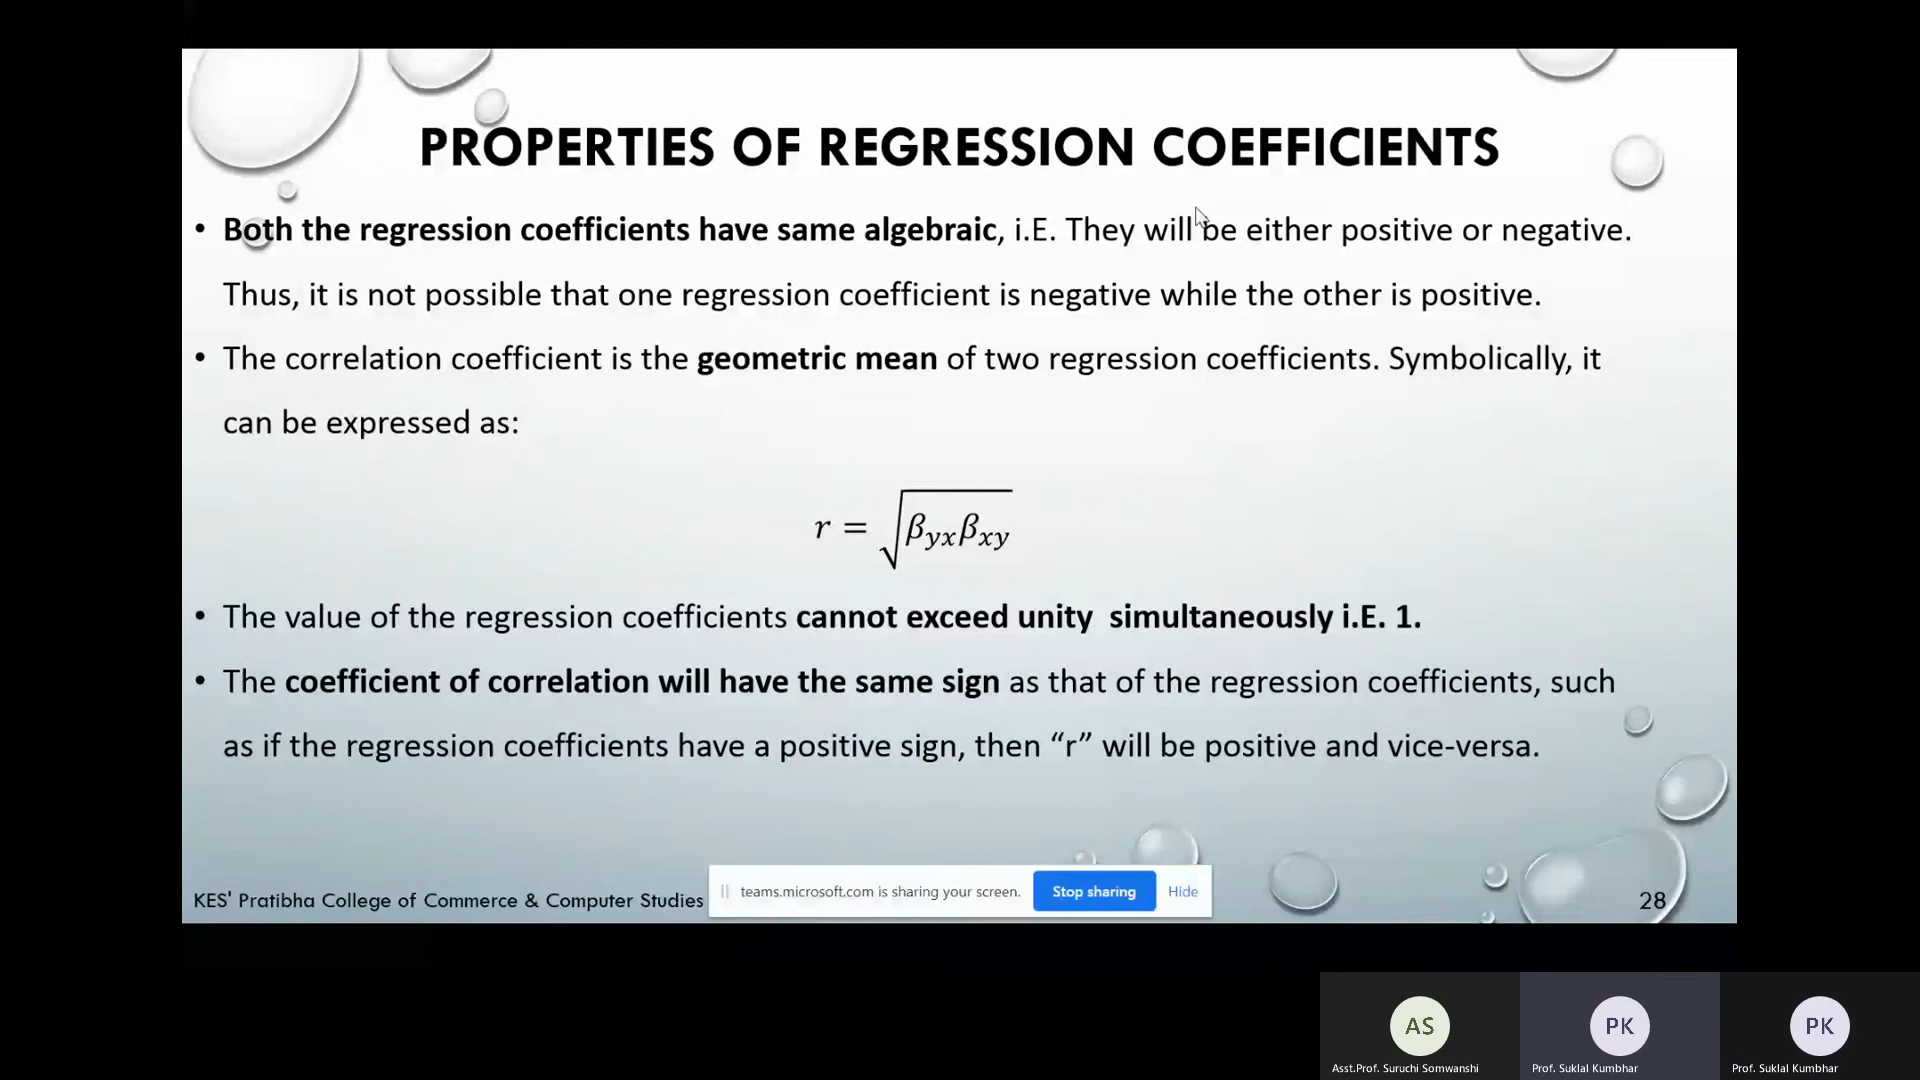 PROPERTIES OF REGRESSION COEFFICIENTS
• Both the regression coefficients have same algebraic, i.E. They will be either positive or negative.
Thus, it is not possible that one regression coefficient is negative while the other is positive.
• The correlation coefficient is the geometric mean of two regression coefficients. Symbolically, it
can be expressed as:
r = √β_yx β_xy
• The value of the regression coefficients cannot exceed unity simultaneously i.E. 1.
• The coefficient of correlation will have the same sign as that of the regression coefficients, such
as if the regression coefficients have a positive sign, then “r” will be positive and vice-versa.
KES' Pratibha College of Commerce & Computer Studies
teams.microsoft.com is sharing your screen. Stop sharing Hide
28
AS PK PK
Asst.Prof. Suruchi Somwanshi Prof. Suklal Kumbhar Prof. Suklal Kumbhar